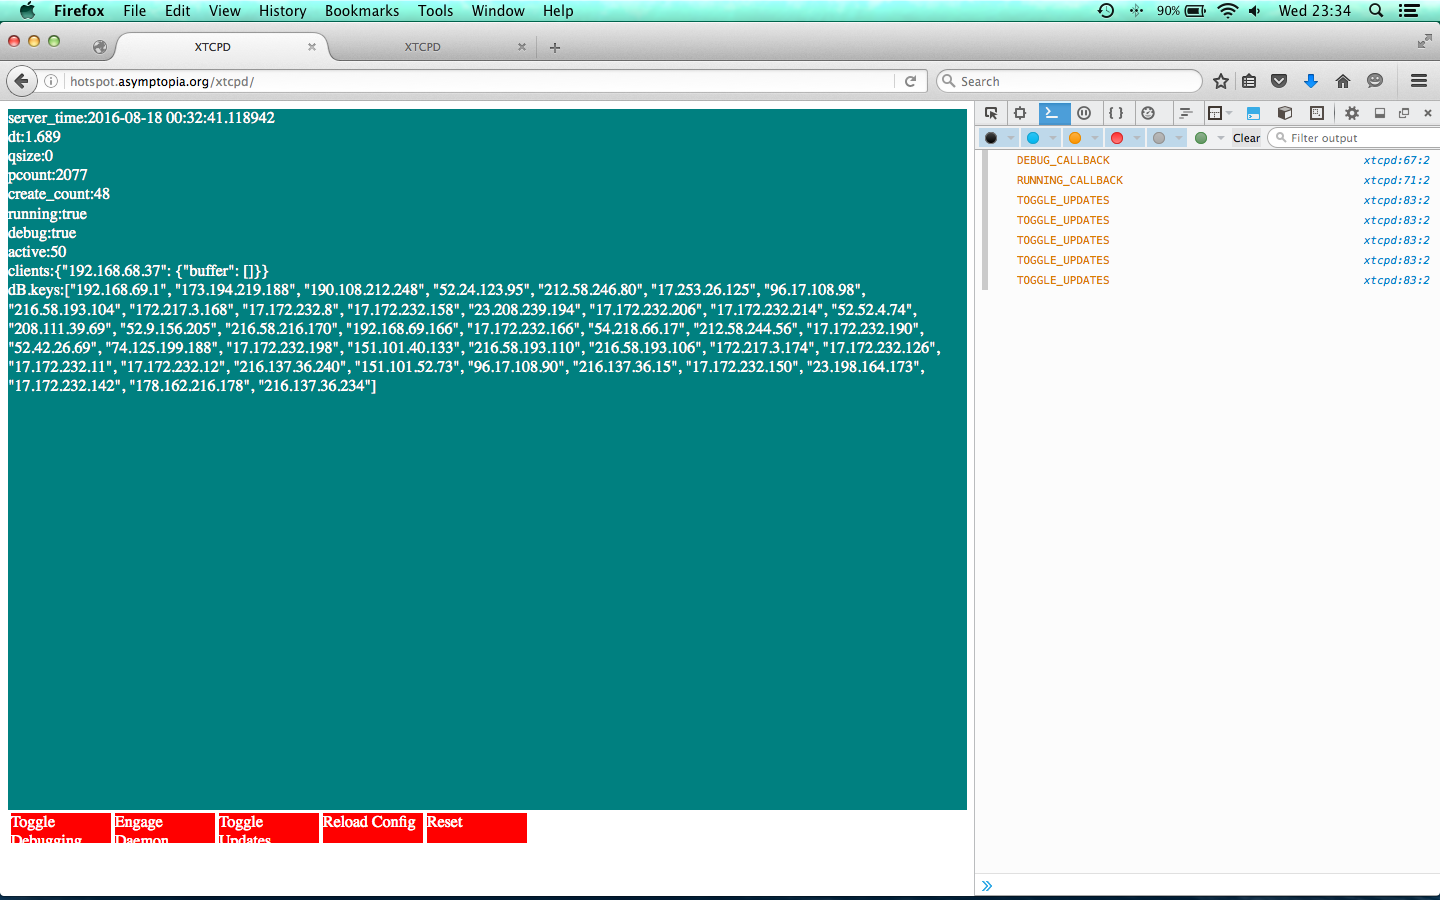 Firefox File Edit View History Bookmarks Tools Window Help 90% Wed 23:34
XTCPD XTCPD
hotspot.asymptopia.org/xtcpd/ Search
server_time:2016-08-18 00:32:41.118942
dt:1.689
qsize:0
pcount:2077
create_count:48
running:true
debug:true
active:50
clients:{"192.168.68.37": {"buffer": []}}
dB.keys:["192.168.69.1", "173.194.219.188", "190.108.212.248", "52.24.123.95", "212.58.246.80", "17.253.26.125", "96.17.108.98",
"216.58.193.104", "172.217.3.168", "17.172.232.8", "17.172.232.158", "23.208.239.194", "17.172.232.206", "17.172.232.214", "52.52.4.74",
"208.111.39.69", "52.9.156.205", "216.58.216.170", "192.168.69.166", "17.172.232.166", "54.218.66.17", "212.58.244.56", "17.172.232.190",
"52.42.26.69", "74.125.199.188", "17.172.232.198", "151.101.40.133", "216.58.193.110", "216.58.193.106", "172.217.3.174", "17.172.232.126",
"17.172.232.11", "17.172.232.12", "216.137.36.240", "151.101.52.73", "96.17.108.90", "216.137.36.15", "17.172.232.150", "23.198.164.173",
"17.172.232.142", "178.162.216.178", "216.137.36.234"]
Toggle Debugging
Engage Daemon
Toggle Updates
Reload Config
Reset
Clear Filter output
DEBUG_CALLBACK xtcpd:67:2
RUNNING_CALLBACK xtcpd:71:2
TOGGLE_UPDATES xtcpd:83:2
TOGGLE_UPDATES xtcpd:83:2
TOGGLE_UPDATES xtcpd:83:2
TOGGLE_UPDATES xtcpd:83:2
TOGGLE_UPDATES xtcpd:83:2